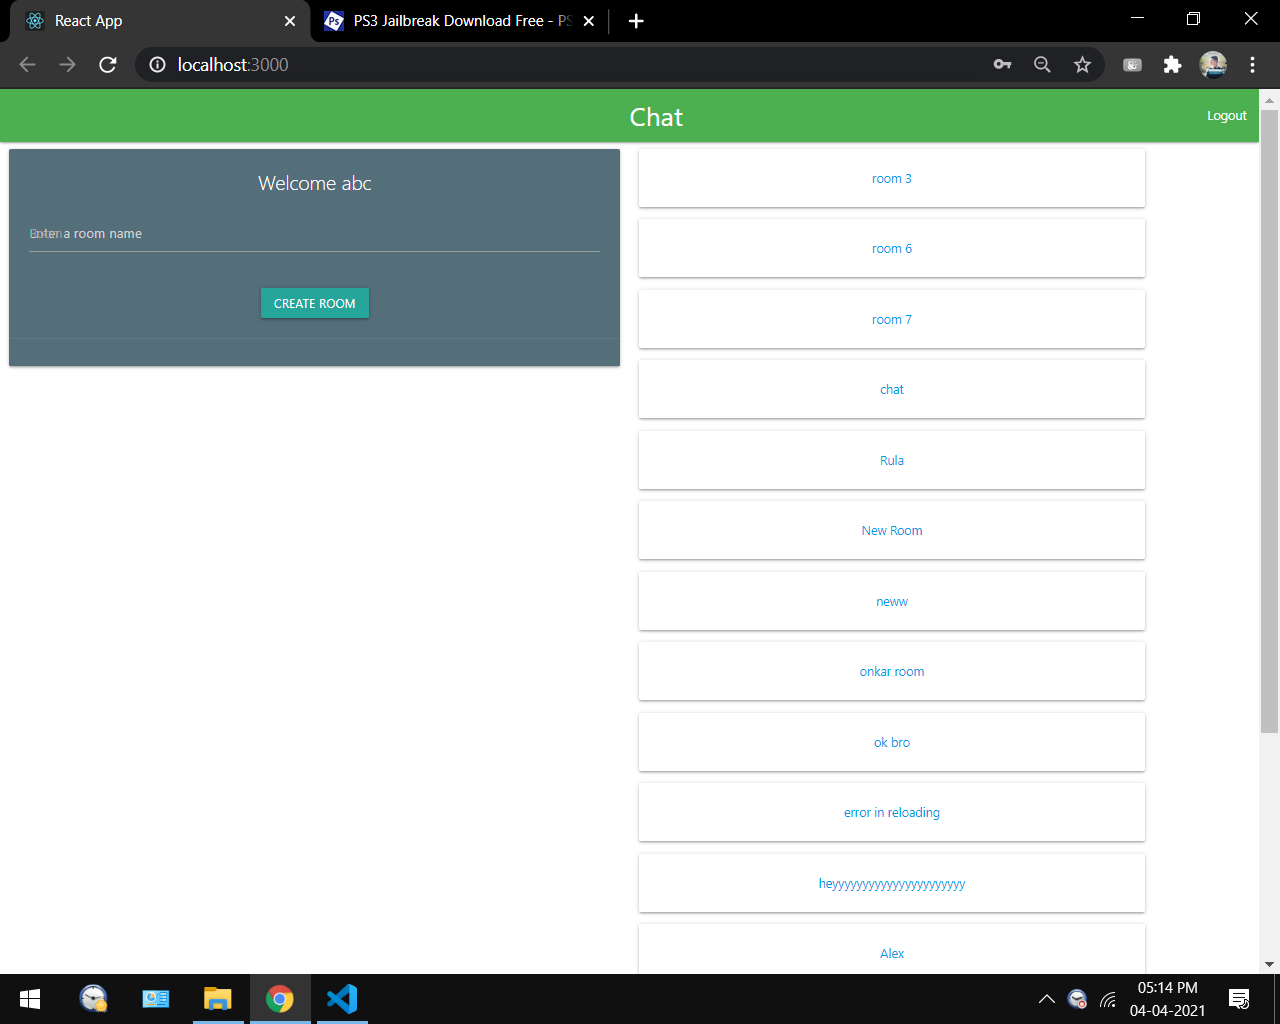 React App
PS3 Jailbreak Download Free - PS
localhost:3000
Chat
Logout
Welcome abc
Enter a room name
CREATE ROOM
room 3
room 6
room 7
chat
Rula
New Room
neww
onkar room
ok bro
error in reloading
heyyyyyyyyyyyyyyyyyyyyyyy
Alex
05:14 PM
04-04-2021